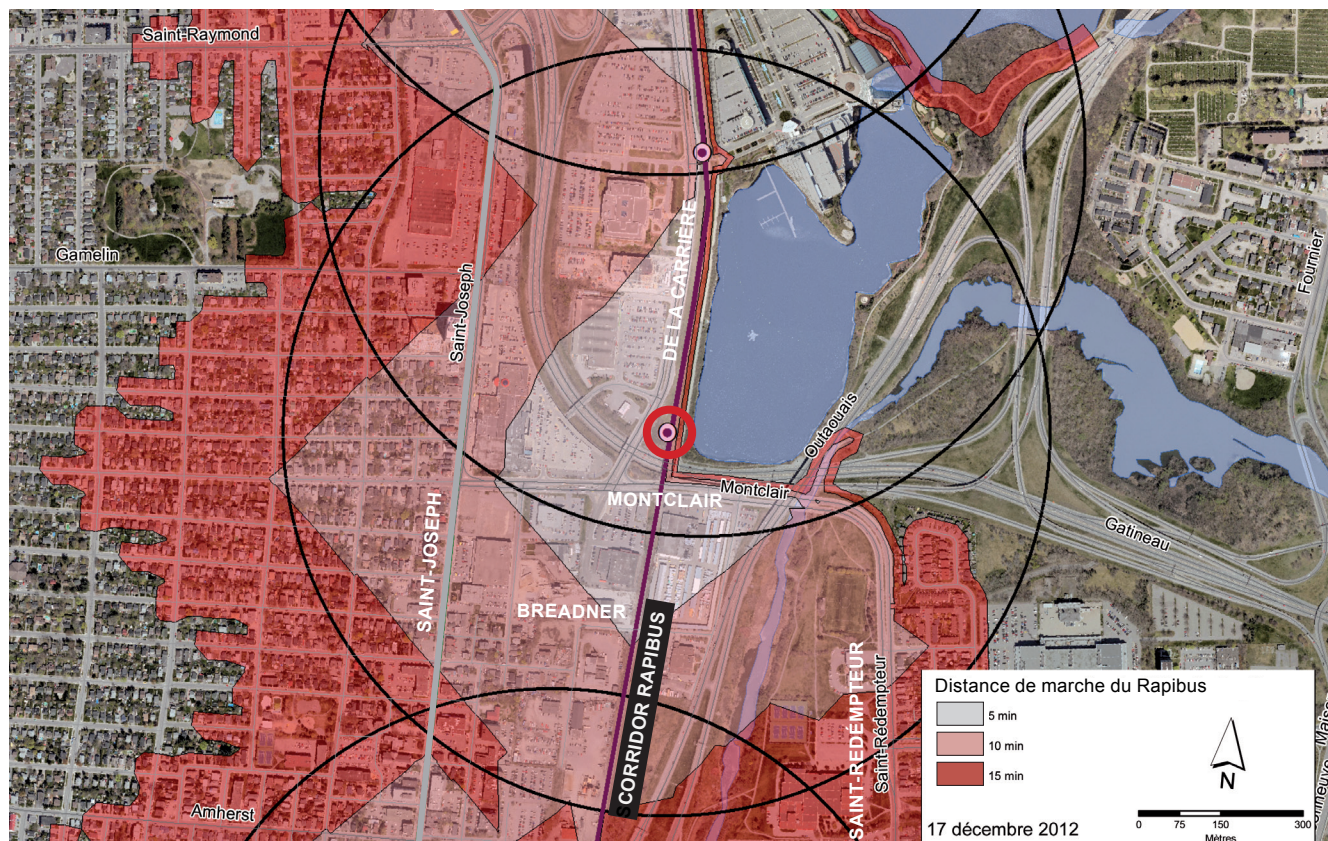 Saint-Raymond
Gamelin
Saint-Joseph
DE LA CARRIÈRE
Fournier
Outaouais
Montclair
MONTCLAIR
Gatineau
SAINT-JOSEPH
BREADNER
S CORRIDOR RAPIBUS
SAINT-REDEMPTEUR
Saint-Rédempteur
Amherst
Distance de marche du Rapibus
5 min
10 min
15 min
N
17 décembre 2012
0 75 150 300
Mètres